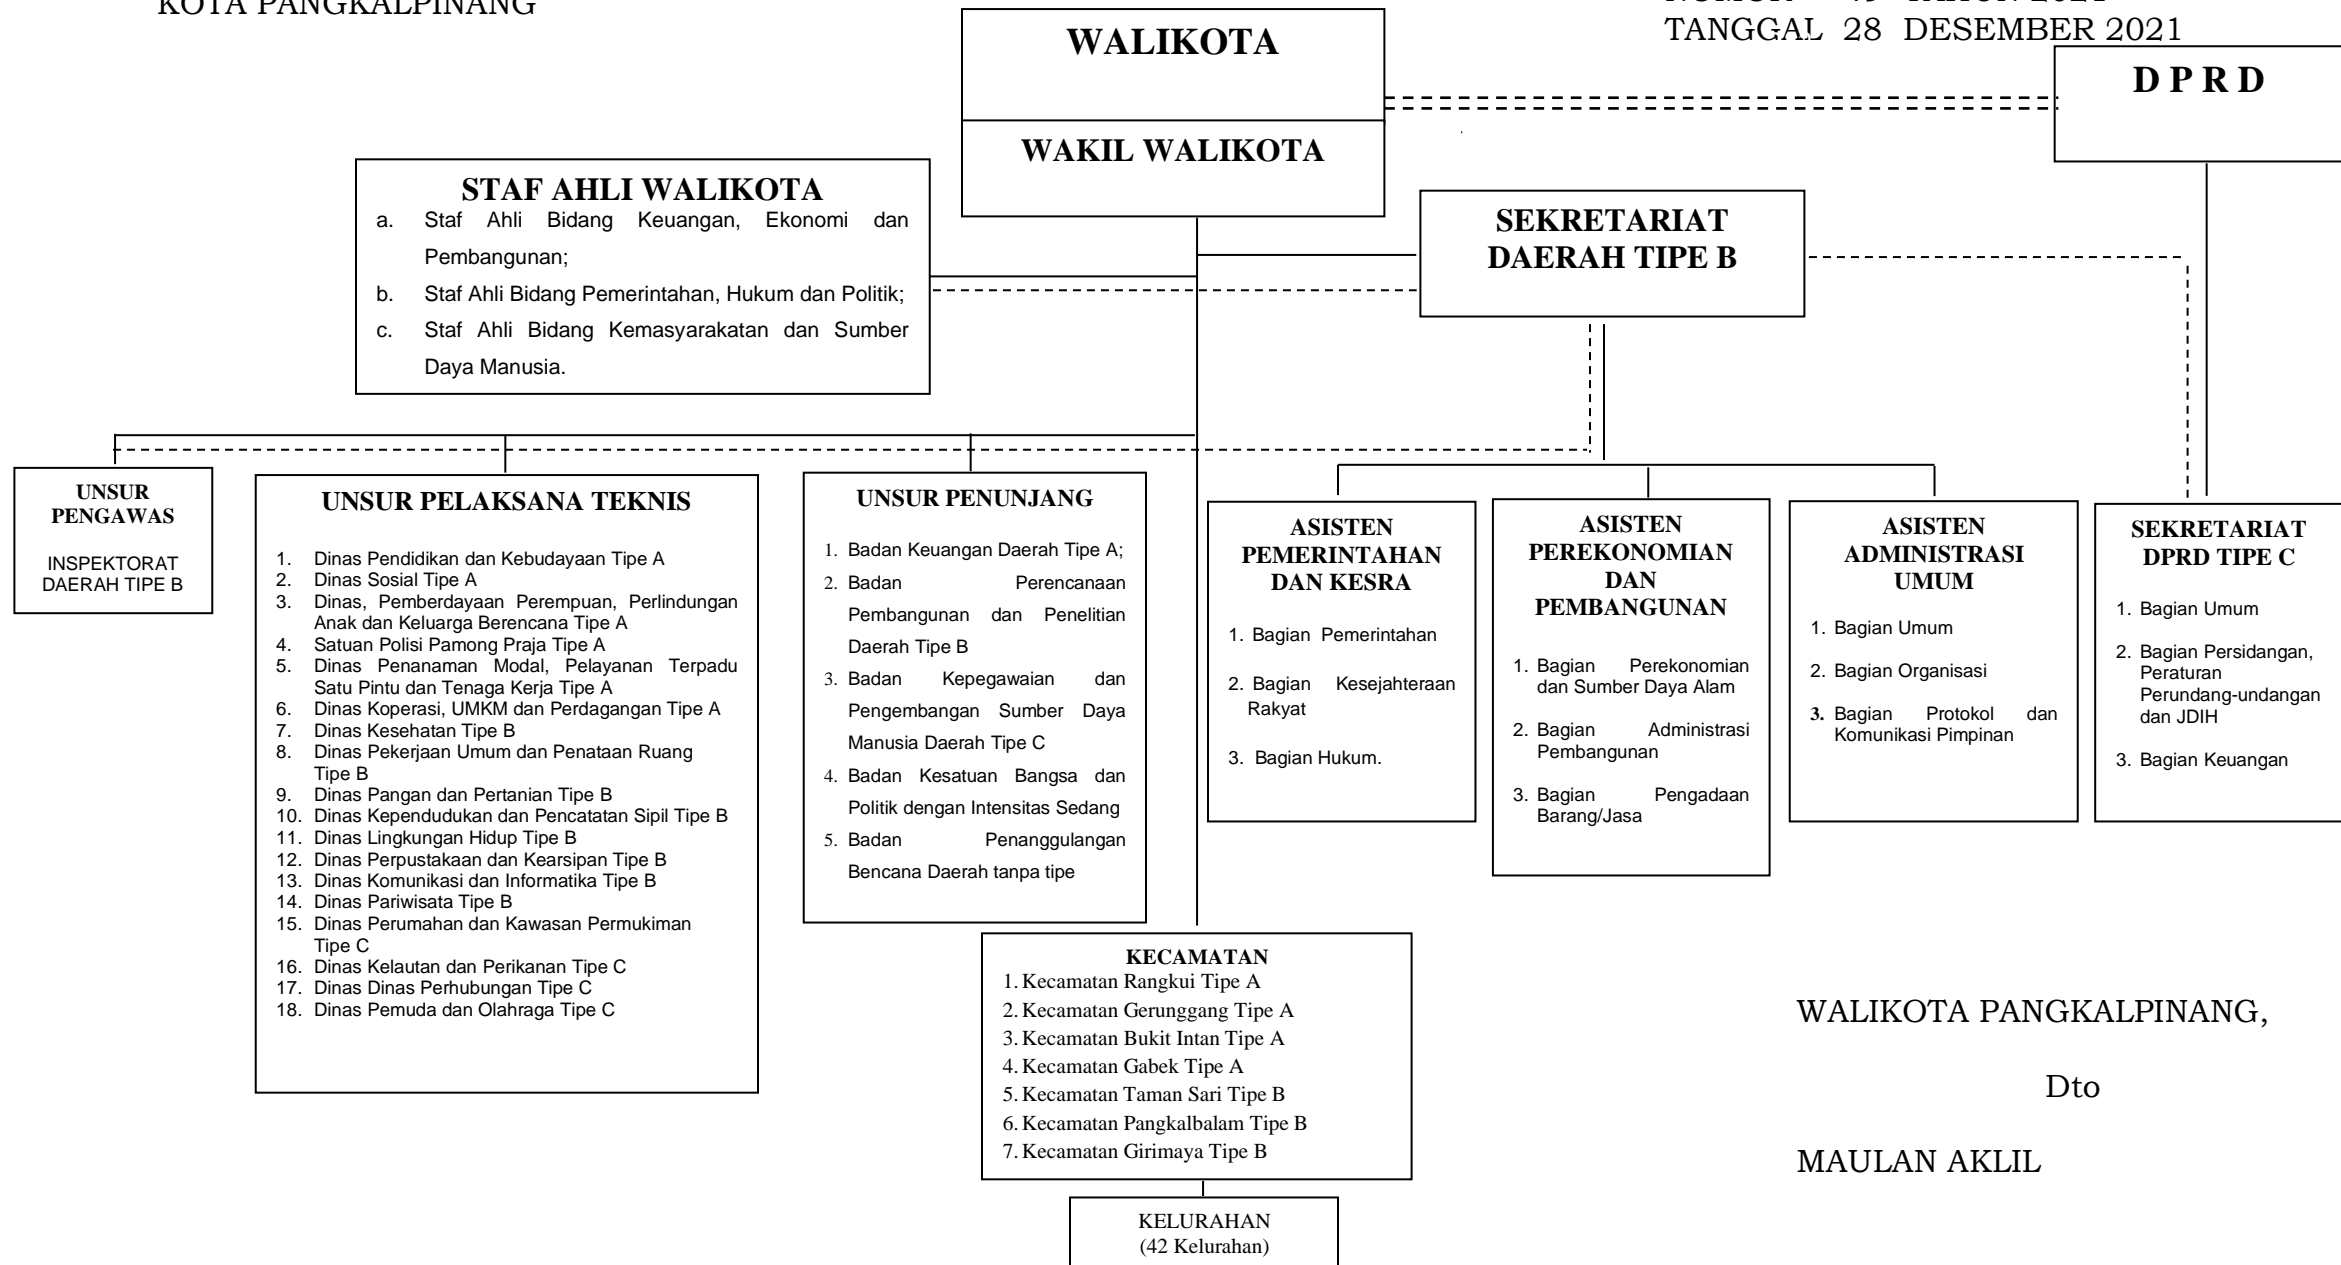 KOTA PANGKALPINANG
TAHUN 2021
TANGGAL 28 DESEMBER 2021
WALIKOTA
WAKIL WALIKOTA
D P R D
STAF AHLI WALIKOTA
a. Staf Ahli Bidang Keuangan, Ekonomi dan
Pembangunan;
b. Staf Ahli Bidang Pemerintahan, Hukum dan Politik;
c. Staf Ahli Bidang Kemasyarakatan dan Sumber
Daya Manusia.
SEKRETARIAT
DAERAH TIPE B
UNSUR
PENGAWAS
INSPEKTORAT
DAERAH TIPE B
UNSUR PELAKSANA TEKNIS
1. Dinas Pendidikan dan Kebudayaan Tipe A
2. Dinas Sosial Tipe A
3. Dinas, Pemberdayaan Perempuan, Perlindungan
Anak dan Keluarga Berencana Tipe A
4. Satuan Polisi Pamong Praja Tipe A
5. Dinas Penanaman Modal, Pelayanan Terpadu
Satu Pintu dan Tenaga Kerja Tipe A
6. Dinas Koperasi, UMKM dan Perdagangan Tipe A
7. Dinas Kesehatan Tipe B
8. Dinas Pekerjaan Umum dan Penataan Ruang
Tipe B
9. Dinas Pangan dan Pertanian Tipe B
10. Dinas Kependudukan dan Pencatatan Sipil Tipe B
11. Dinas Lingkungan Hidup Tipe B
12. Dinas Perpustakaan dan Kearsipan Tipe B
13. Dinas Komunikasi dan Informatika Tipe B
14. Dinas Pariwisata Tipe B
15. Dinas Perumahan dan Kawasan Permukiman
Tipe C
16. Dinas Kelautan dan Perikanan Tipe C
17. Dinas Dinas Perhubungan Tipe C
18. Dinas Pemuda dan Olahraga Tipe C
UNSUR PENUNJANG
1. Badan Keuangan Daerah Tipe A;
2. Badan Perencanaan
Pembangunan dan Penelitian
Daerah Tipe B
3. Badan Kepegawaian dan
Pengembangan Sumber Daya
Manusia Daerah Tipe C
4. Badan Kesatuan Bangsa dan
Politik dengan Intensitas Sedang
5. Badan Penanggulangan
Bencana Daerah tanpa tipe
ASISTEN
PEMERINTAHAN
DAN KESRA
1. Bagian Pemerintahan
2. Bagian Kesejahteraan
Rakyat
3. Bagian Hukum.
ASISTEN
PEREKONOMIAN
DAN
PEMBANGUNAN
1. Bagian Perekonomian
dan Sumber Daya Alam
2. Bagian Administrasi
Pembangunan
3. Bagian Pengadaan
Barang/Jasa
ASISTEN
ADMINISTRASI
UMUM
1. Bagian Umum
2. Bagian Organisasi
3. Bagian Protokol dan
Komunikasi Pimpinan
SEKRETARIAT
DPRD TIPE C
1. Bagian Umum
2. Bagian Persidangan,
Peraturan
Perundang-undangan
dan JDIH
3. Bagian Keuangan
KECAMATAN
1. Kecamatan Rangkui Tipe A
2. Kecamatan Gerunggang Tipe A
3. Kecamatan Bukit Intan Tipe A
4. Kecamatan Gabek Tipe A
5. Kecamatan Taman Sari Tipe B
6. Kecamatan Pangkalbalam Tipe B
7. Kecamatan Girimaya Tipe B
KELURAHAN
(42 Kelurahan)
WALIKOTA PANGKALPINANG,
Dto
MAULAN AKLIL